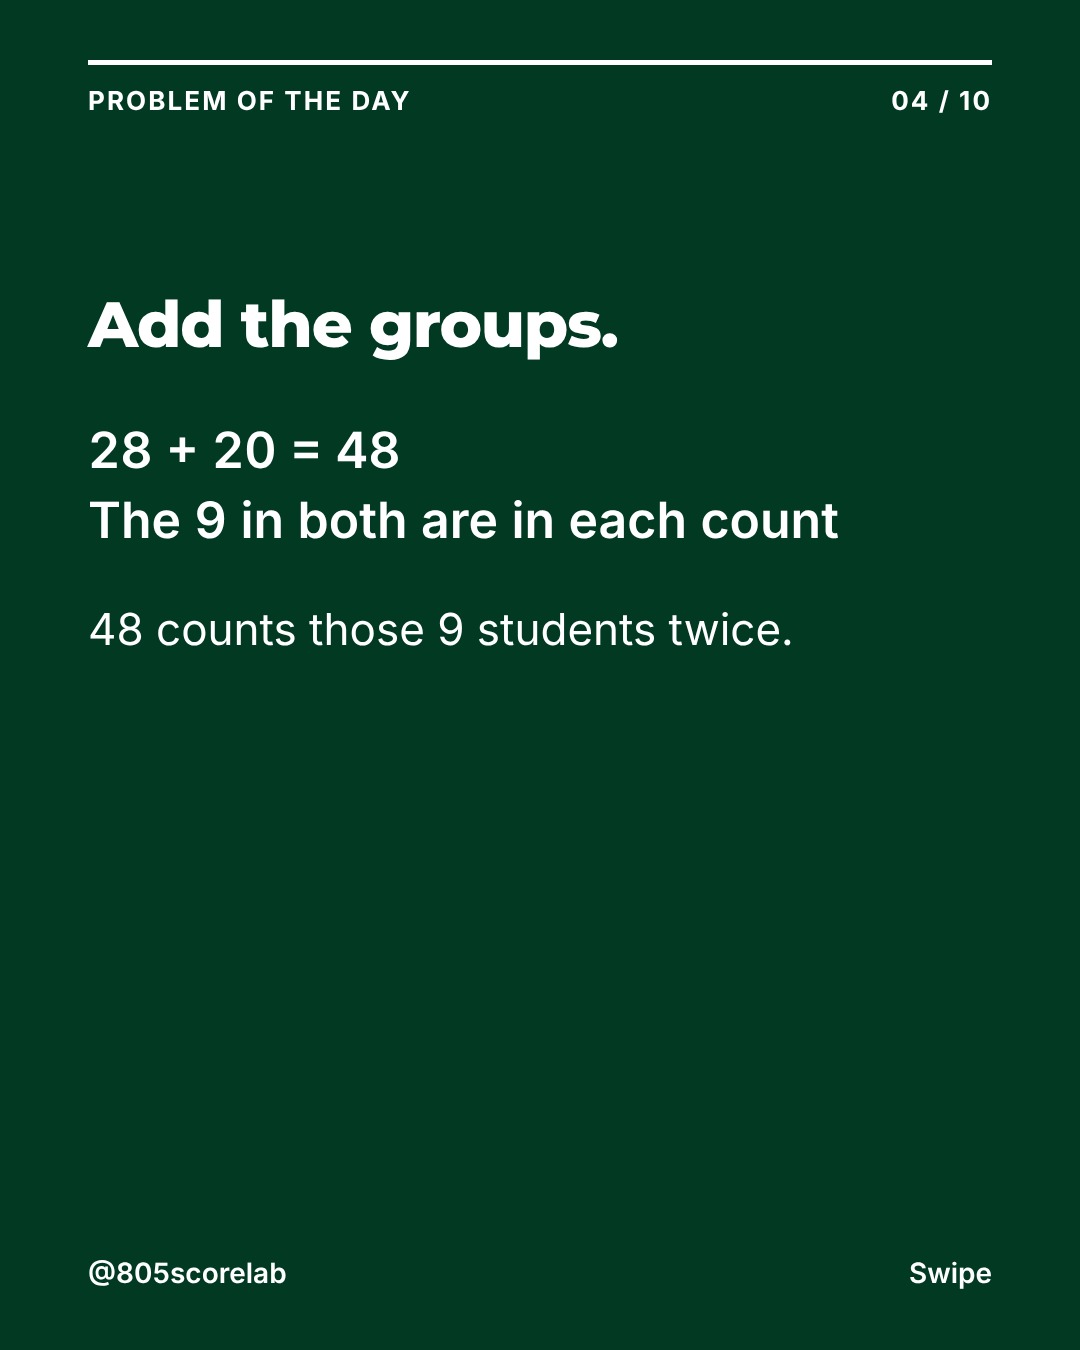 PROBLEM OF THE DAY
04 / 10
Add the groups.
28 + 20 = 48
The 9 in both are in each count
48 counts those 9 students twice.
@805scorelab
Swipe